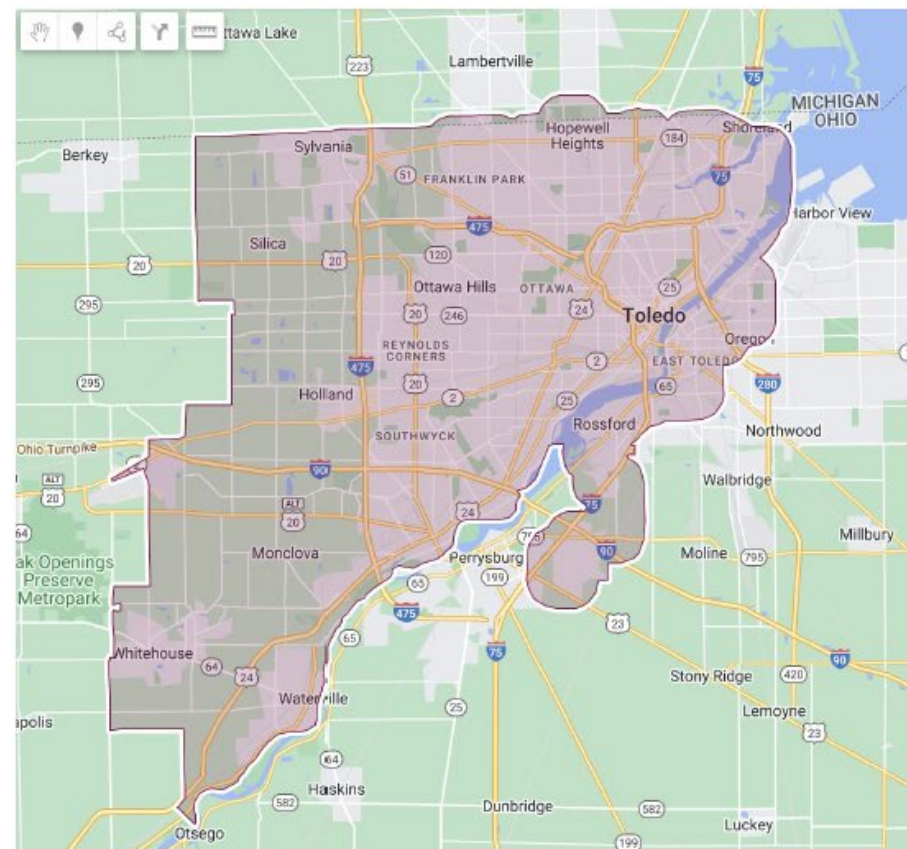 ttawa Lake
Lambertville
223
75
MICHIGAN
OHIO
Berkey
Sylvania
Hopewell
Heights
184
Shoreland
51
FRANKLIN PARK
75
475
Harbor View
Silica
20
20
120
295
Ottawa Hills
OTTAWA
25
20
246
24
Toledo
REYNOLDS
CORNERS
Oregon
2
EAST TOLEDO
475
295
20
65
280
Holland
2
25
Rossford
SOUTHWYCK
Northwood
Ohio Turnpike
90
ALT
20
Walbridge
ALT
20
24
75
64
795
Millbury
Monclova
90
Moline
795
ak Openings
Preserve
Metropark
Perrysburg
199
65
475
23
65
Whitehouse
64
24
75
90
Stony Ridge
420
Waterville
25
Lemoyne
apolis
23
64
Haskins
582
Dunbridge
582
Luckey
Otsego
199